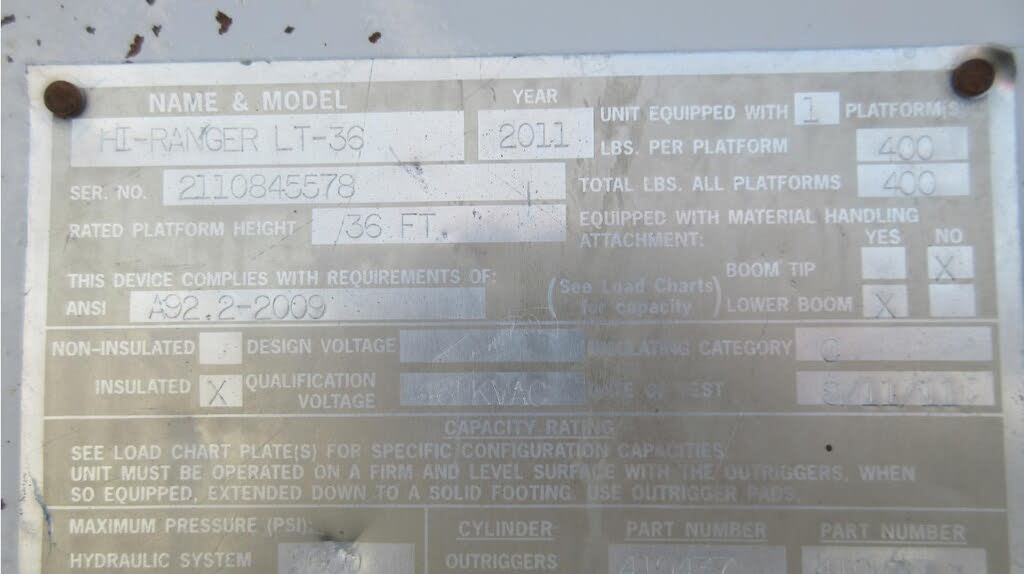 NAME & MODEL YEAR UNIT EQUIPPED WITH 1 PLATFORM(S)
HI-RANGER LT-36 2011 LBS. PER PLATFORM 400
SER. NO. 2110845578 TOTAL LBS. ALL PLATFORMS 400
RATED PLATFORM HEIGHT 36 FT. EQUIPPED WITH MATERIAL HANDLING
ATTACHMENT: YES NO
THIS DEVICE COMPLIES WITH REQUIREMENTS OF: BOOM TIP X
ANSI A92.2-2009 (See Load Charts for capacity) LOWER BOOM X
NON-INSULATED DESIGN VOLTAGE INSULATING CATEGORY C
INSULATED X QUALIFICATION VOLTAGE KVAC DATE OF TEST
CAPACITY RATING
SEE LOAD CHART PLATE(S) FOR SPECIFIC CONFIGURATION CAPACITIES
UNIT MUST BE OPERATED ON A FIRM AND LEVEL SURFACE WITH THE OUTRIGGERS, WHEN
SO EQUIPPED, EXTENDED DOWN TO A SOLID FOOTING. USE OUTRIGGER PADS.
MAXIMUM PRESSURE (PSI): CYLINDER PART NUMBER PART NUMBER
HYDRAULIC SYSTEM OUTRIGGERS